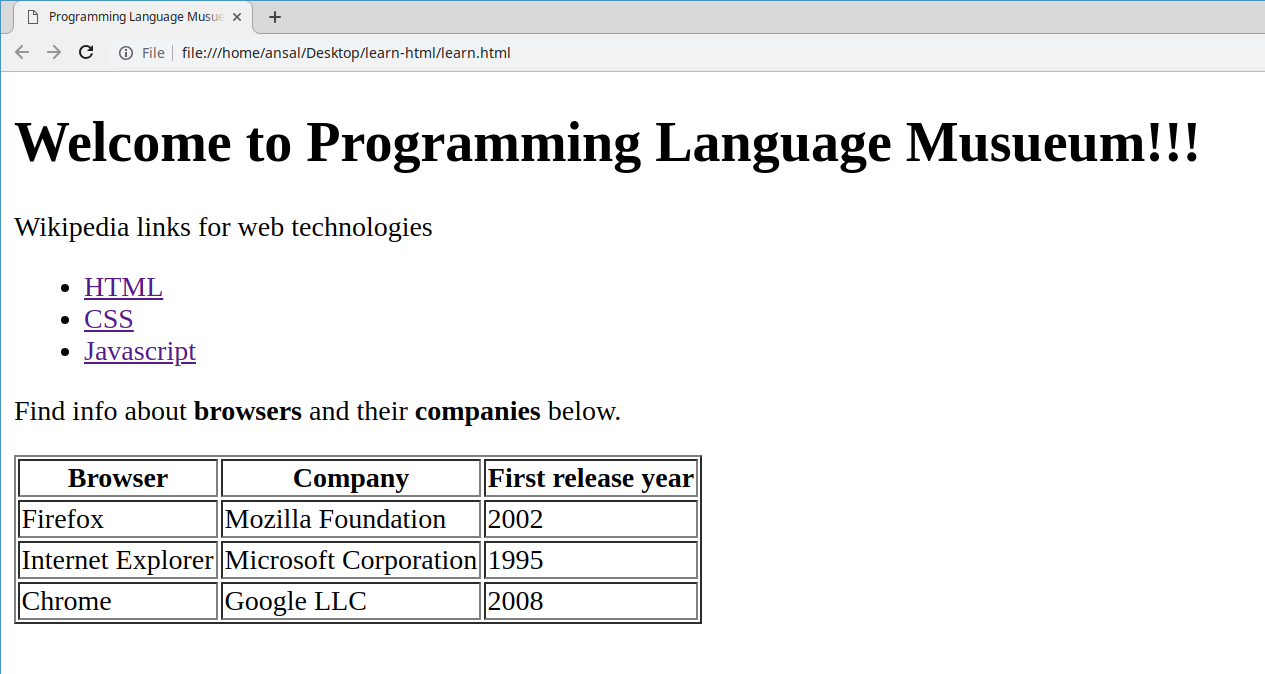 Programming Language Musue
File file:///home/ansal/Desktop/learn-html/learn.html
Welcome to Programming Language Musueum!!!
Wikipedia links for web technologies
HTML
CSS
Javascript
Find info about browsers and their companies below.
Browser Company First release year
Firefox Mozilla Foundation 2002
Internet Explorer Microsoft Corporation 1995
Chrome Google LLC 2008